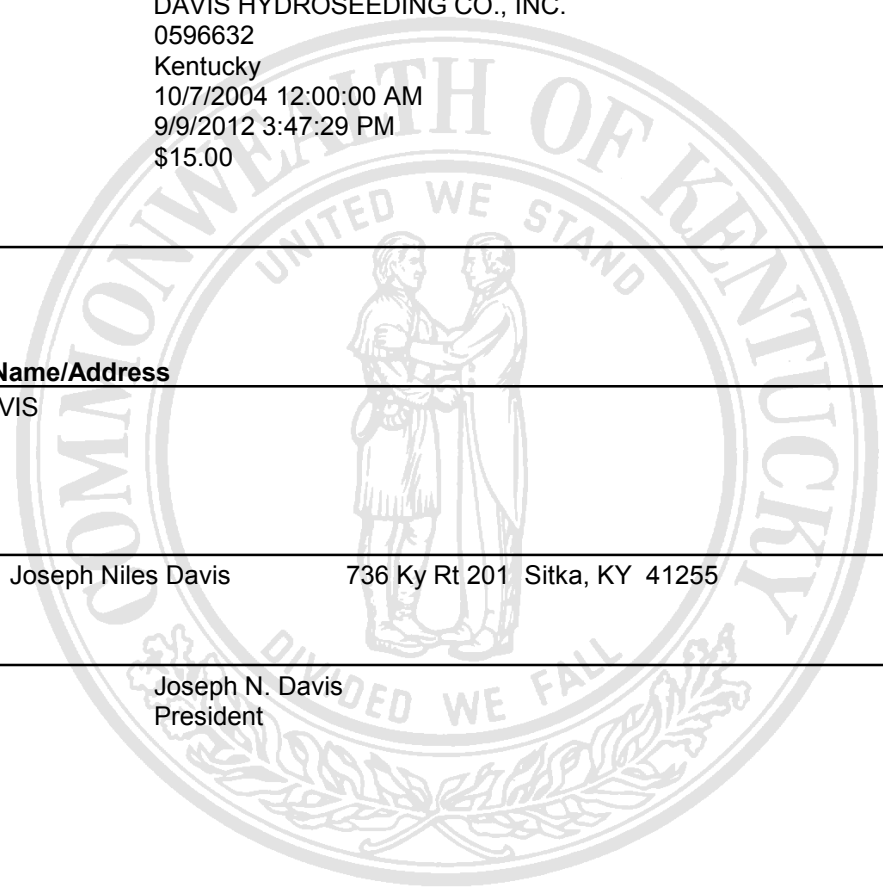 DAVIS HYDROSEEDING CO., INC.
0596632
Kentucky
10/7/2004 12:00:00 AM
9/9/2012 3:47:29 PM
$15.00
COMMONWEALTH OF KENTUCKY
UNITED WE STAND
Name/Address
VIS
Joseph Niles Davis 736 Ky Rt 201 Sitka, KY 41255
DIVIDED WE FALL
Joseph N. Davis
President